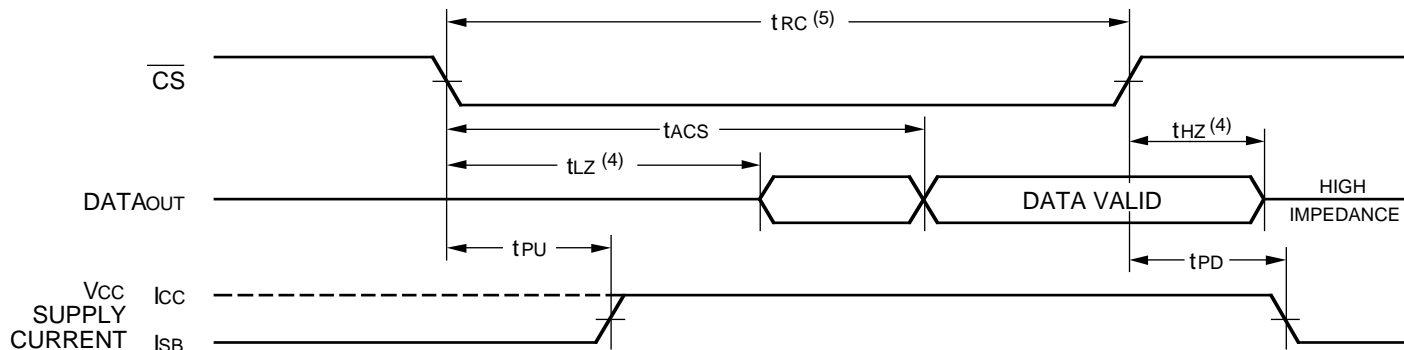 tRC (5)
CS
tACS
tHZ (4)
tLZ (4)
DATAOUT
DATA VALID
HIGH
IMPEDANCE
tPU
tPD
VCC ICC
SUPPLY
CURRENT ISB